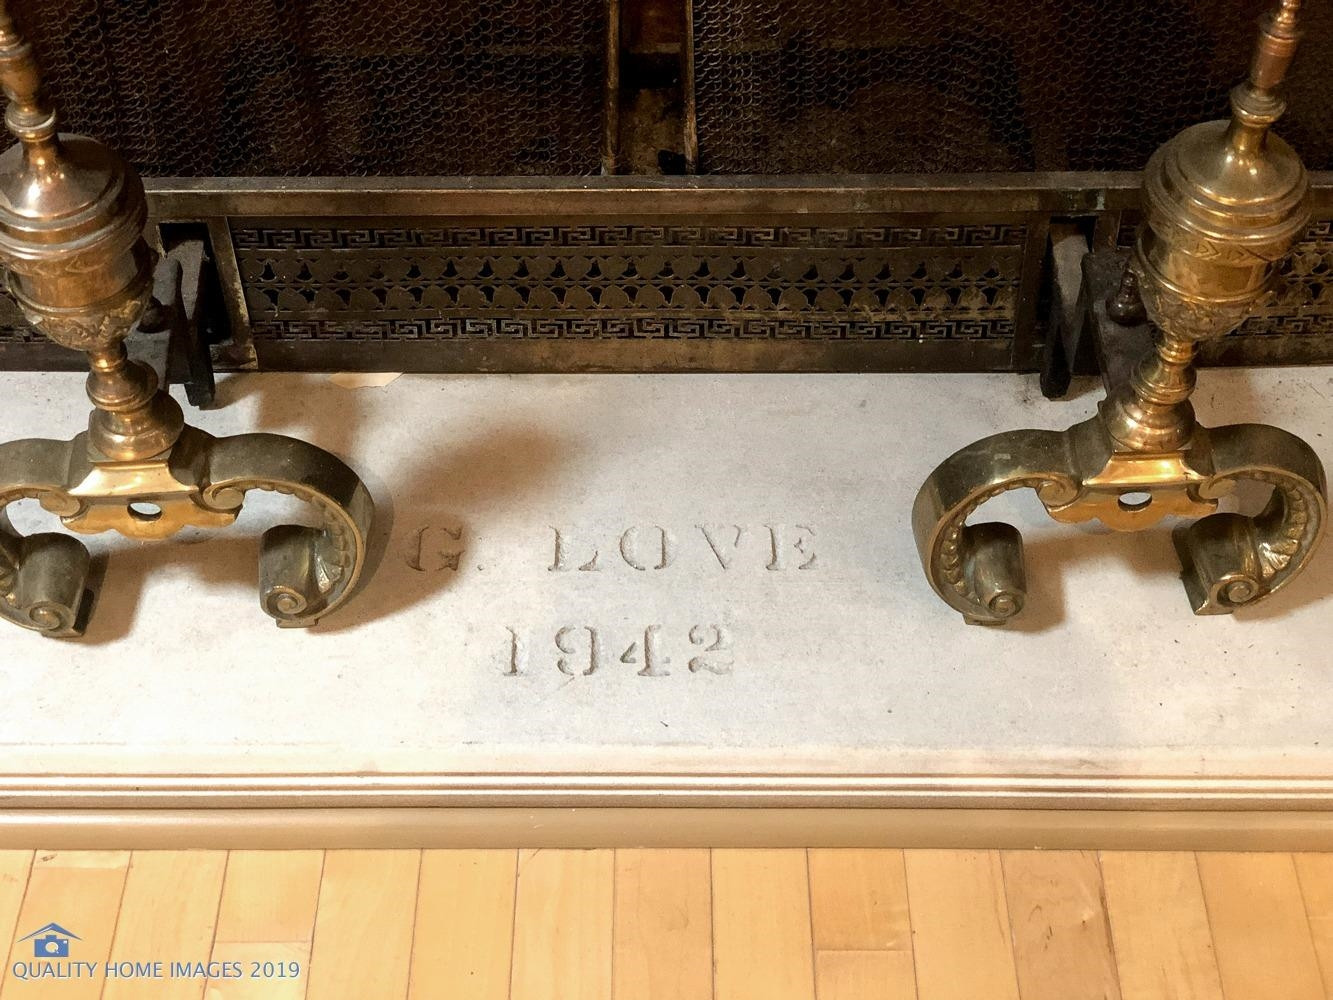 G. LOVE
1942
QUALITY HOME IMAGES 2019